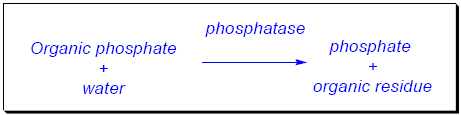 phosphatase
Organic phosphate
+
water
phosphate
+
organic residue